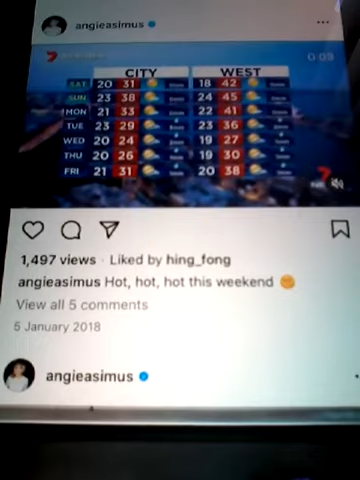 angieasimus
7
0:09
CITY WEST
SAT 20 31 18 42
SUN 23 38 24 45
MON 21 33 22 41
TUE 23 29 23 36
WED 20 24 19 27
THU 20 26 19 30
FRI 21 31 20 38
7
1,497 views · Liked by hing_fong
angieasimus Hot, hot, hot this weekend
View all 5 comments
5 January 2018
angieasimus